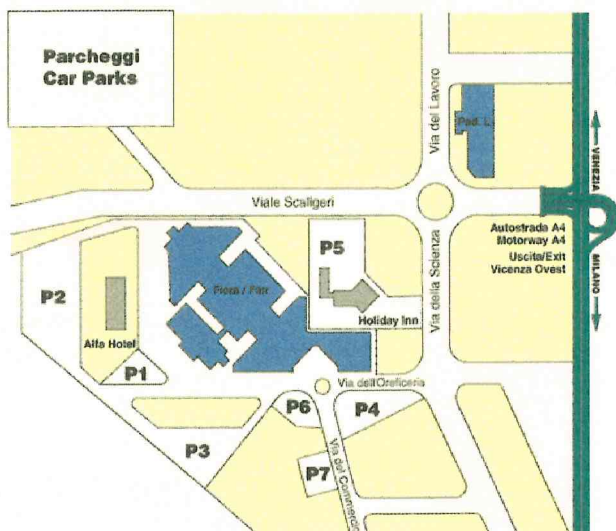 Parcheggi
Car Parks
Via del Lavoro
Pad. L
VENEZIA
Viale Scaligeri
Autostrada A4
Motorway A4
Uscita/Exit
Vicenza Ovest
MILANO
P5
Via della Scienza
P2
Fiera / Fair
Holiday Inn
Alfa Hotel
P1
Via dell'Oreficeria
P6
P4
P3
P7
Via del Commercio